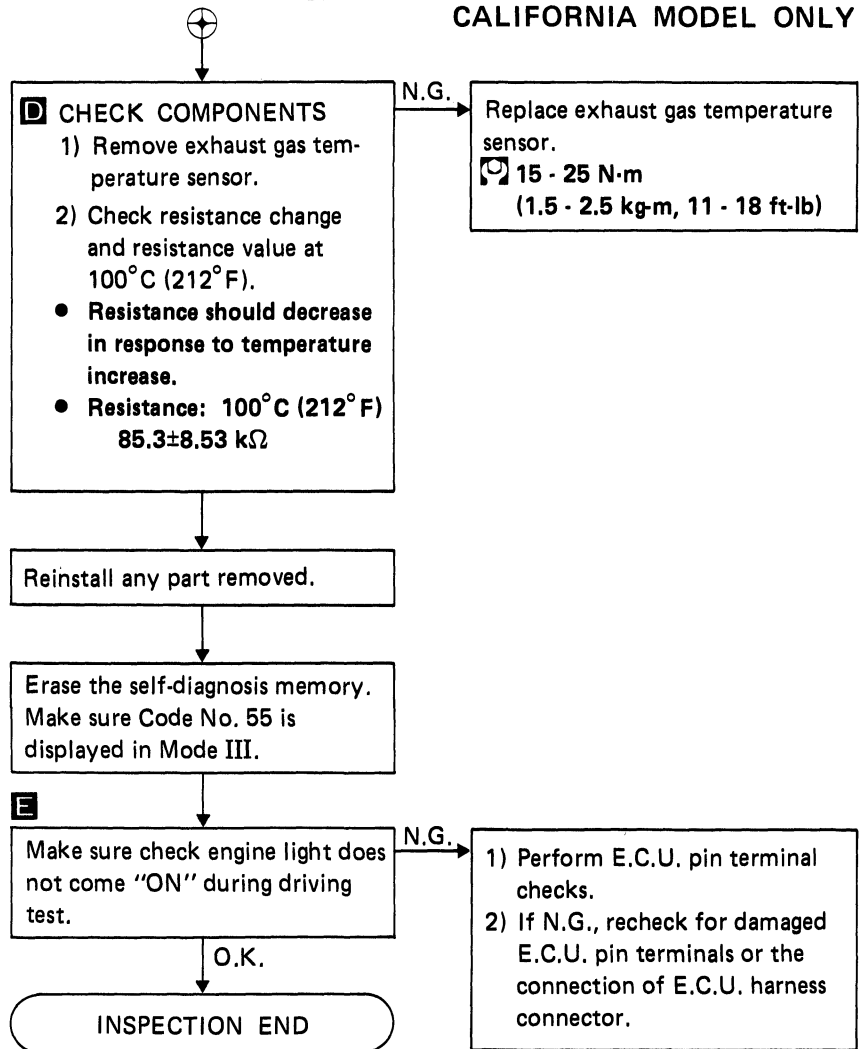 CALIFORNIA MODEL ONLY
D CHECK COMPONENTS
1) Remove exhaust gas tem-
perature sensor.
2) Check resistance change
and resistance value at
100°C (212°F).
● Resistance should decrease
in response to temperature
increase.
● Resistance: 100°C (212°F)
85.3±8.53 kΩ
N.G.
Replace exhaust gas temperature
sensor.
15 - 25 N·m
(1.5 - 2.5 kg-m, 11 - 18 ft-lb)
Reinstall any part removed.
Erase the self-diagnosis memory.
Make sure Code No. 55 is
displayed in Mode III.
E
Make sure check engine light does
not come "ON" during driving
test.
N.G.
1) Perform E.C.U. pin terminal
checks.
2) If N.G., recheck for damaged
E.C.U. pin terminals or the
connection of E.C.U. harness
connector.
O.K.
INSPECTION END